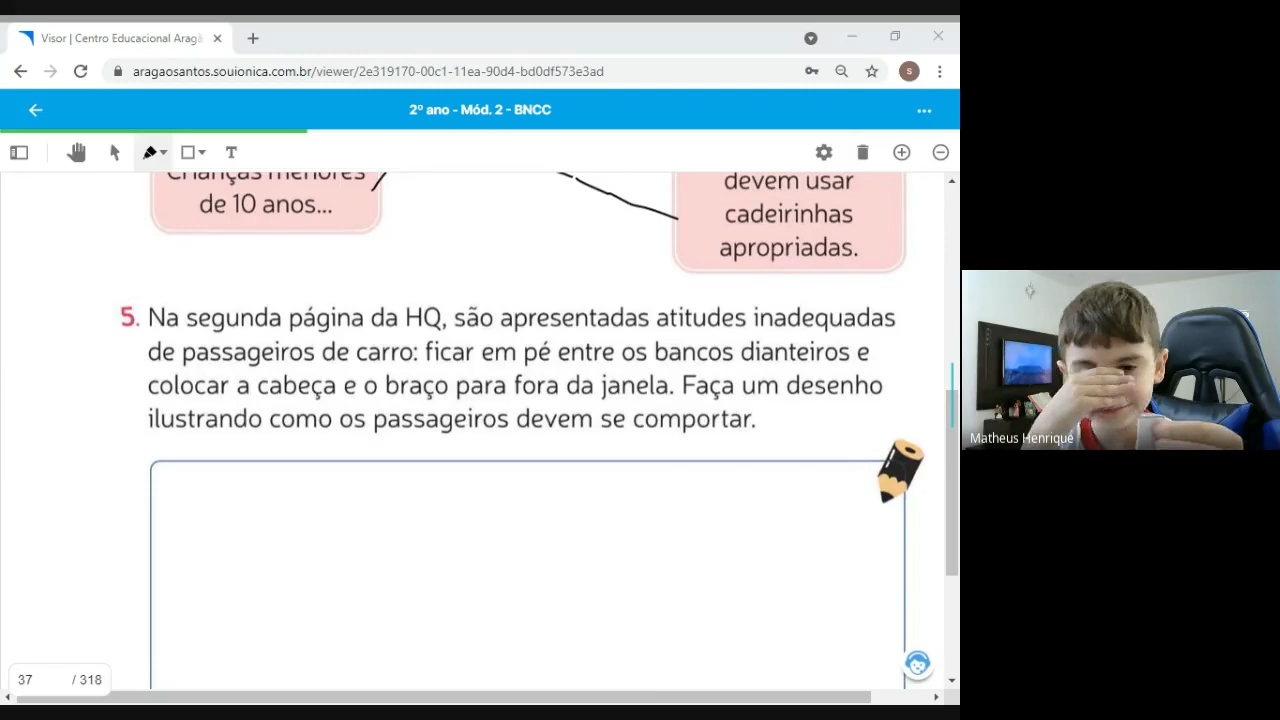 Visor | Centro Educacional Aragã
aragaosantos.souionica.com.br/viewer/2e319170-00c1-11ea-90d4-bd0df573e3ad
S
2º ano - Mód. 2 - BNCC
T
Crianças menores
de 10 anos...
devem usar
cadeirinhas
apropriadas.
5. Na segunda página da HQ, são apresentadas atitudes inadequadas
de passageiros de carro: ficar em pé entre os bancos dianteiros e
colocar a cabeça e o braço para fora da janela. Faça um desenho
ilustrando como os passageiros devem se comportar.
Matheus Henrique
37 / 318